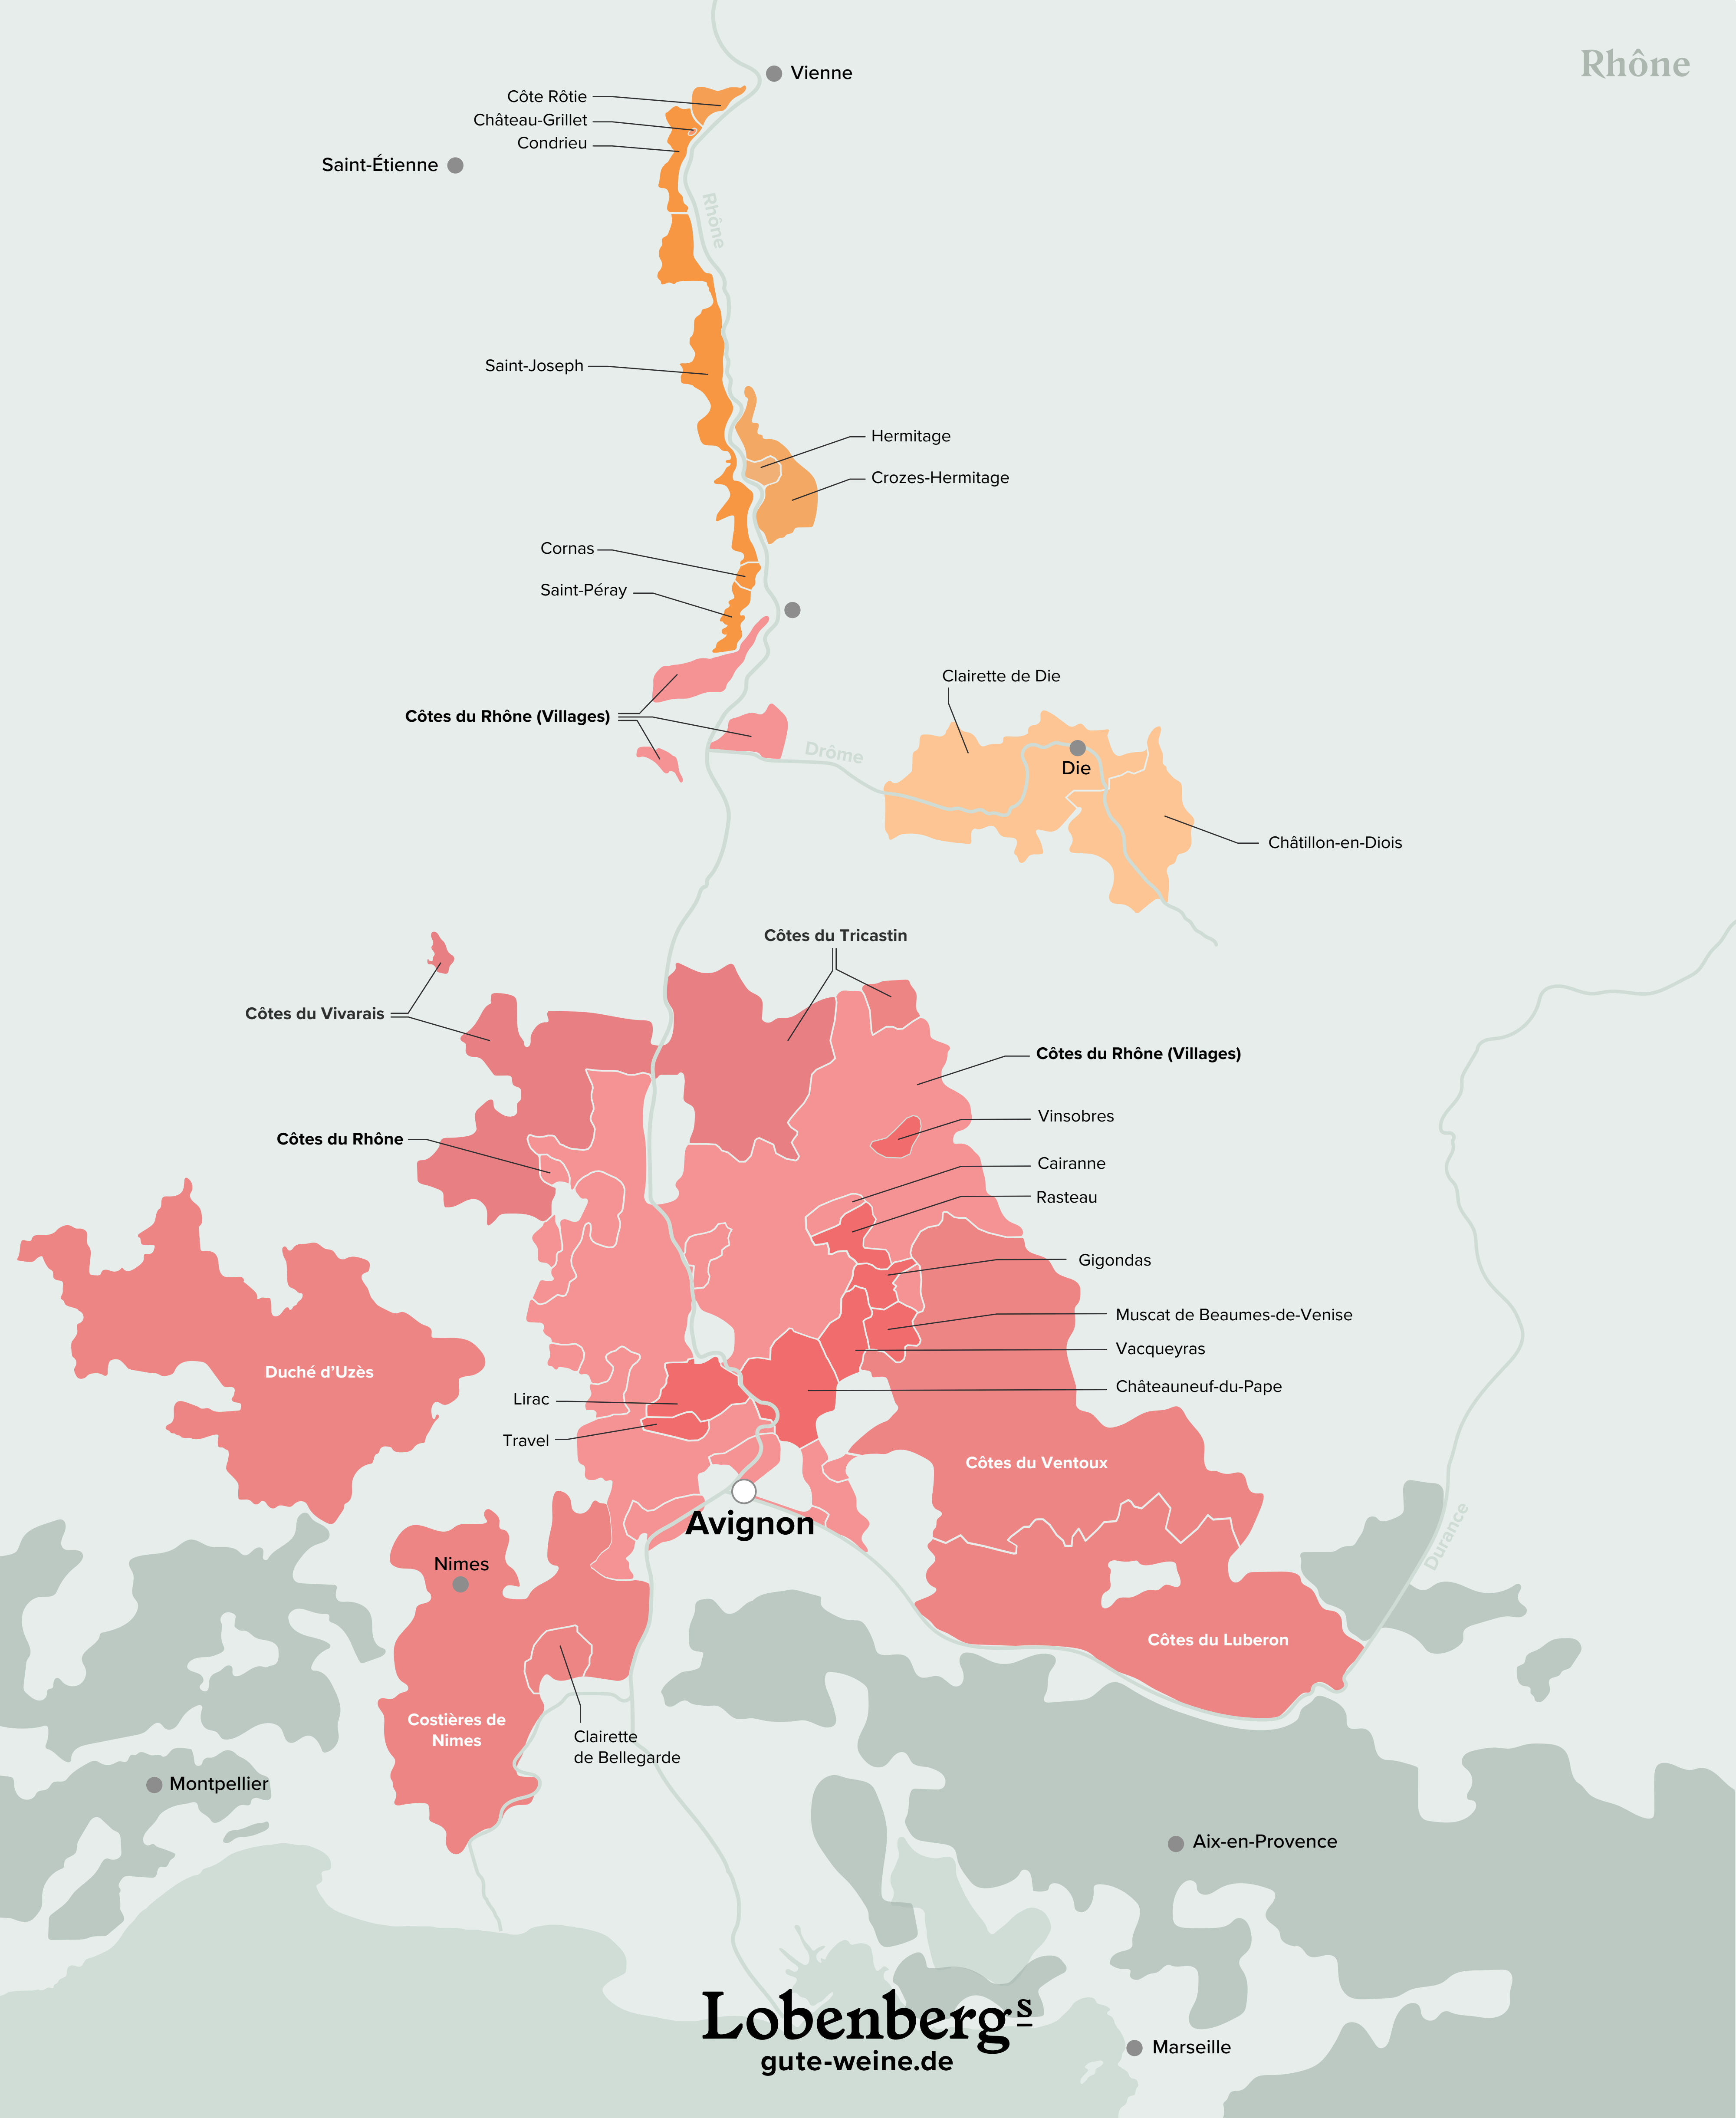 Rhône
Vienne
Côte Rôtie
Château-Grillet
Condrieu
Saint-Étienne
Rhône
Saint-Joseph
Hermitage
Crozes-Hermitage
Cornas
Saint-Péray
Clairette de Die
Côtes du Rhône (Villages)
Drôme
Die
Châtillon-en-Diois
Côtes du Tricastin
Côtes du Vivarais
Côtes du Rhône (Villages)
Vinsobres
Côtes du Rhône
Cairanne
Rasteau
Gigondas
Muscat de Beaumes-de-Venise
Vacqueyras
Duché d'Uzès
Châteauneuf-du-Pape
Lirac
Travel
Côtes du Ventoux
Avignon
Durance
Nimes
Côtes du Luberon
Costières de
Nimes
Clairette
de Bellegarde
Montpellier
Aix-en-Provence
Lobenbergs
Marseille
gute-weine.de